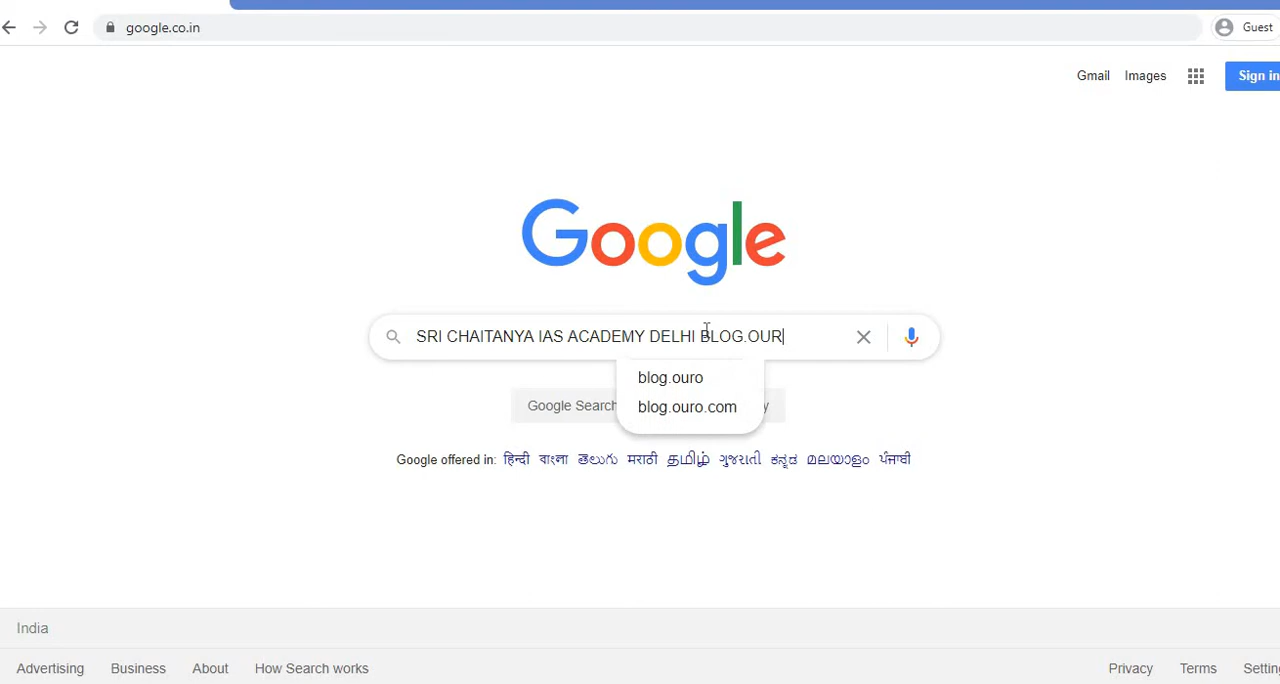 google.co.in
Guest
Gmail Images
Sign in
Google
SRI CHAITANYA IAS ACADEMY DELHI BLOG.OUR
blog.ouro
blog.ouro.com
Google Search
y
Google offered in: हिन्दी বাংলা తెలుగు मराठी தமிழ் ગુજરાતી ಕನ್ನಡ മലയാളം ਪੰਜਾਬੀ
India
Advertising Business About How Search works
Privacy Terms Settin